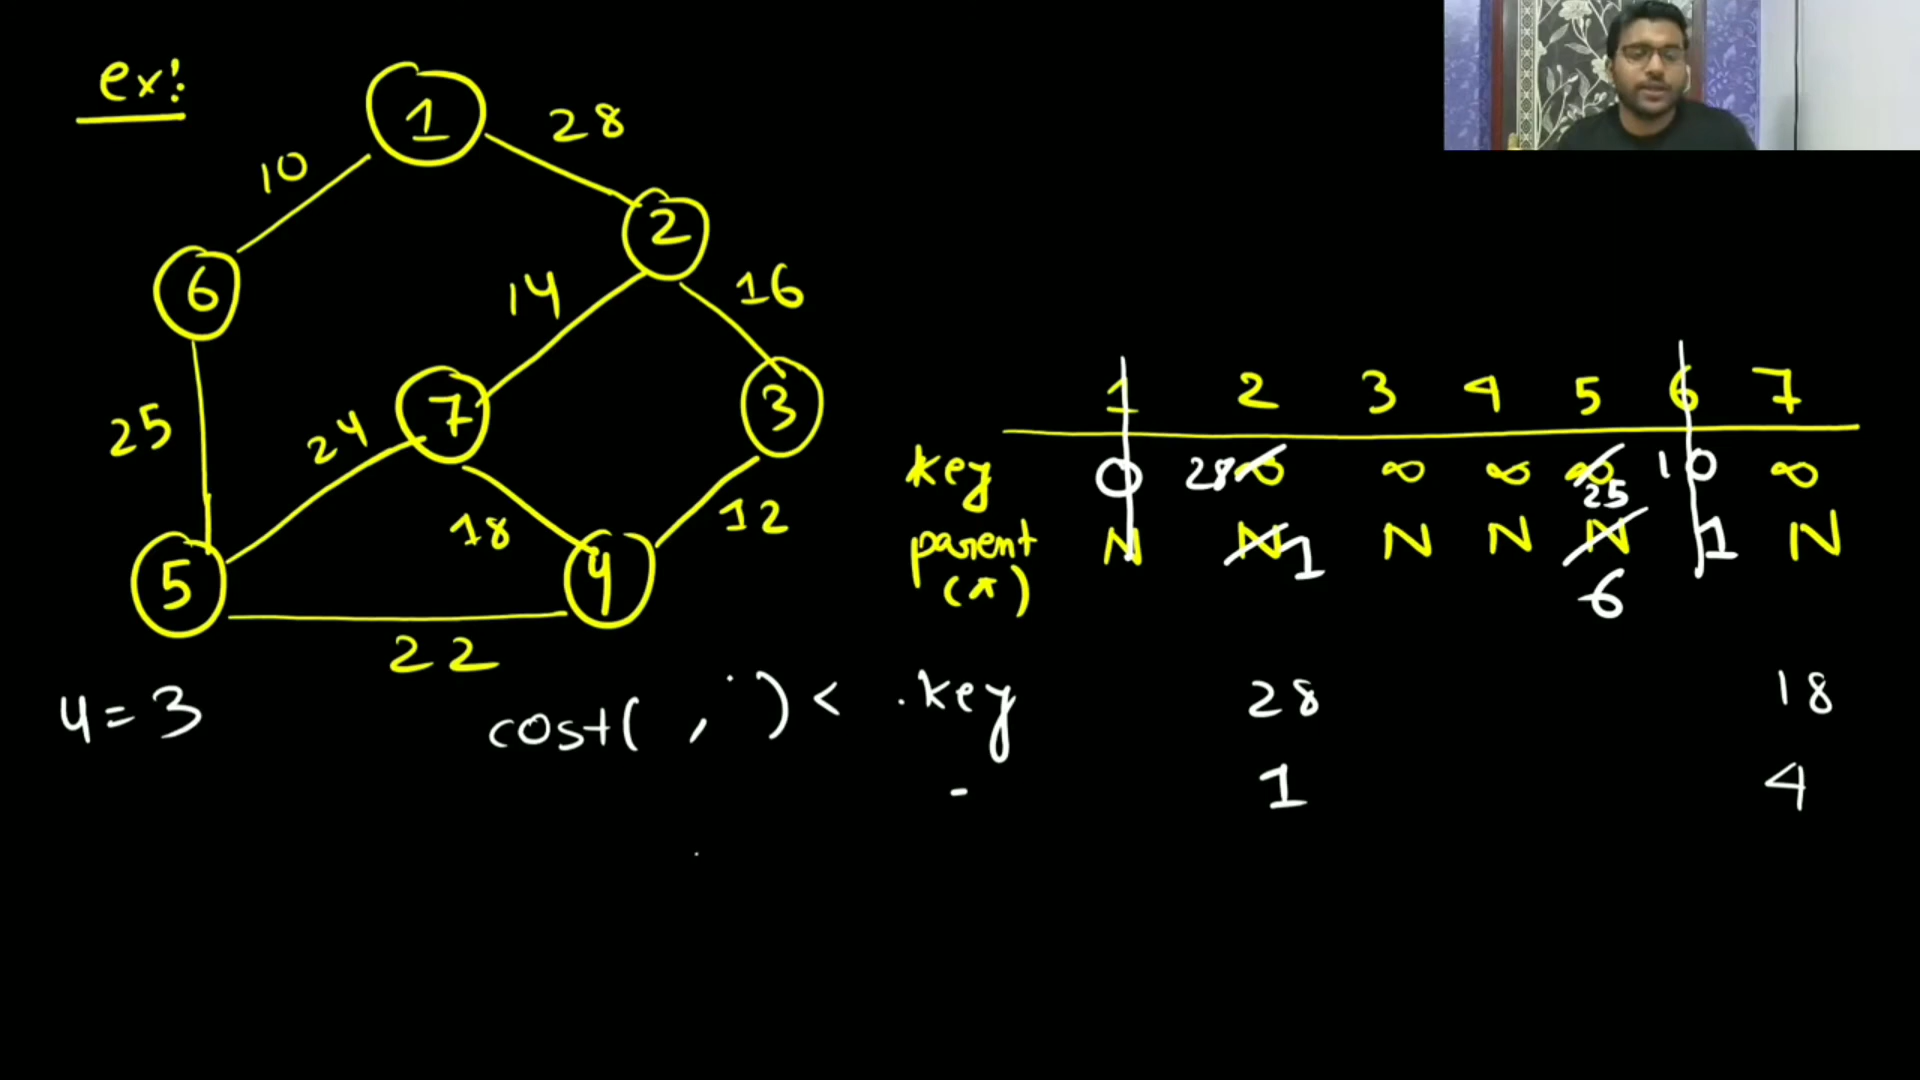 ex:
1
28
10
2
6
14
16
7
3
25
24
18
12
5
4
22
1 2 3 4 5 6 7
key 0 28 ∞ ∞ ∞ ∞ 25 10 ∞
parent N N 1 N N N 6 1 N
(π)
u = 3 cost( , ) < .key 28 18
- 1 4